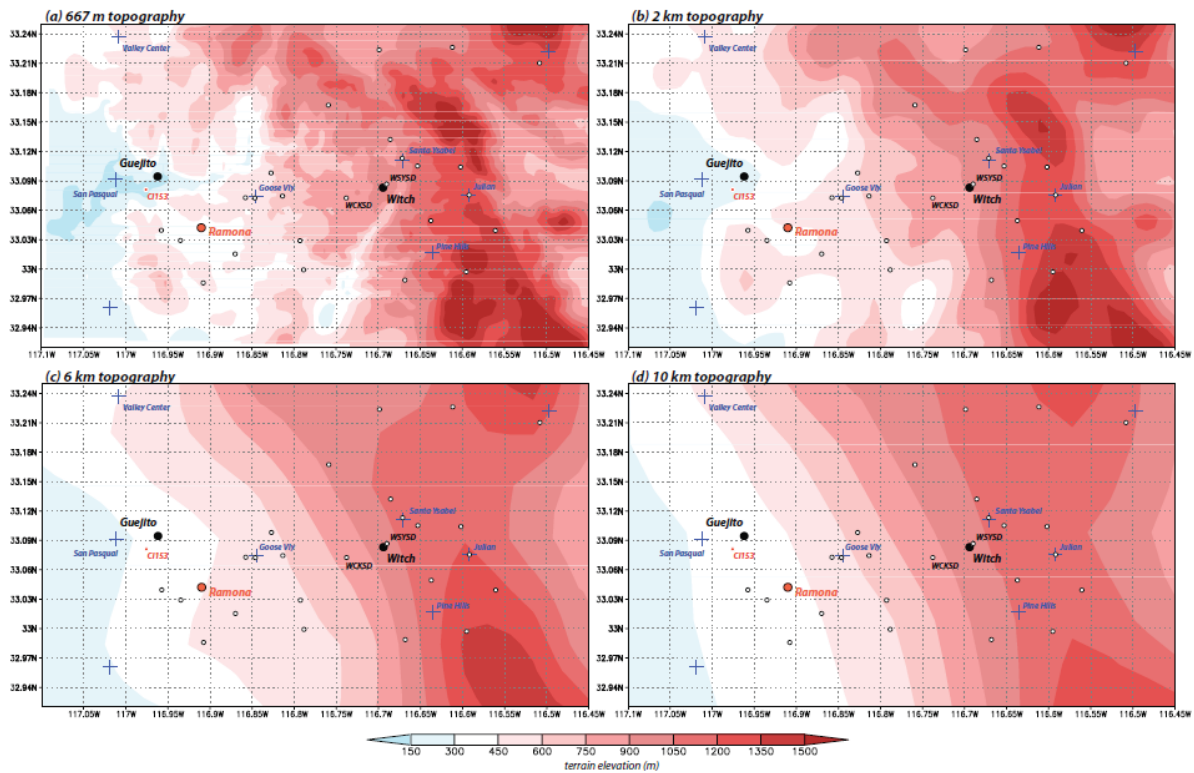 (a) 667 m topography
33.24N
33.21N
33.18N
33.15N
33.12N
33.09N
33.06N
33.03N
33N
32.97N
32.94N
117.1W 117.05W 117W 116.95W 116.9W 116.85W 116.8W 116.75W 116.7W 116.65W 116.6W 116.55W 116.5W 116.45W
Valley Center
Guejito
San Pasqual
CI153
Ramona
Goose Vly
Santa Ysabel
WSYSD
Witch
WCKSD
Julian
Pine Hills
(b) 2 km topography
33.24N
33.21N
33.18N
33.15N
33.12N
33.09N
33.06N
33.03N
33N
32.97N
32.94N
117.1W 117.05W 117W 116.95W 116.9W 116.85W 116.8W 116.75W 116.7W 116.65W 116.6W 116.55W 116.5W 116.45W
Valley Center
Guejito
San Pasqual
CI153
Ramona
Goose Vly
Santa Ysabel
WSYSD
Witch
WCKSD
Julian
Pine Hills
(c) 6 km topography
33.24N
33.21N
33.18N
33.15N
33.12N
33.09N
33.06N
33.03N
33N
32.97N
32.94N
117.05W 117W 116.95W 116.9W 116.85W 116.8W 116.75W 116.7W 116.65W 116.6W 116.55W 116.5W 116.45W
Valley Center
Guejito
San Pasqual
CI153
Ramona
Goose Vly
Santa Ysabel
WSYSD
Witch
WCKSD
Julian
Pine Hills
(d) 10 km topography
33.24N
33.21N
33.18N
33.15N
33.12N
33.09N
33.06N
33.03N
33N
32.97N
32.94N
117.05W 117W 116.95W 116.9W 116.85W 116.8W 116.75W 116.7W 116.65W 116.6W 116.55W 116.5W 116.45W
Valley Center
Guejito
San Pasqual
CI153
Ramona
Goose Vly
Santa Ysabel
WSYSD
Witch
WCKSD
Julian
Pine Hills
150 300 450 600 750 900 1050 1200 1350 1500
terrain elevation (m)